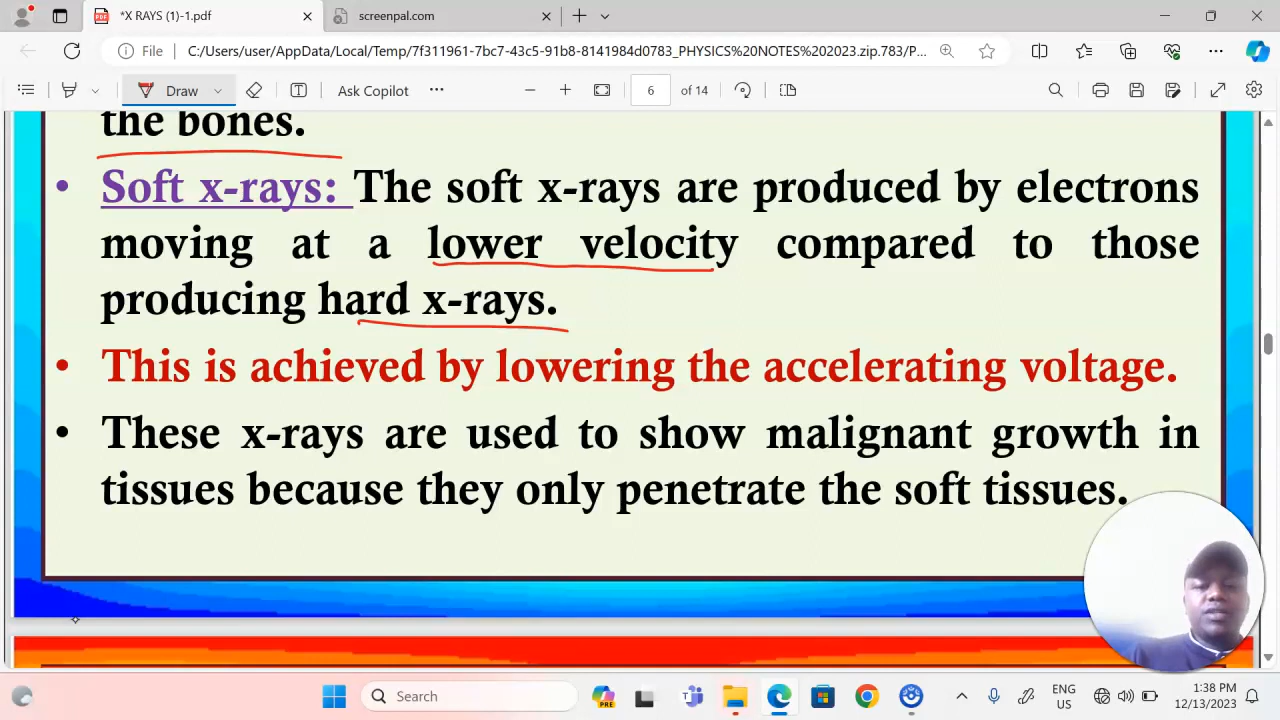 *X RAYS (1)-1.pdf
screenpal.com
File
C:/Users/user/AppData/Local/Temp/7f311961-7bc7-43c5-91b8-8141984d0783_PHYSICS%20NOTES%202023.zip.783/P...
Draw
Ask Copilot
6 of 14
the bones.
• Soft x-rays: The soft x-rays are produced by electrons
moving at a lower velocity compared to those
producing hard x-rays.
• This is achieved by lowering the accelerating voltage.
• These x-rays are used to show malignant growth in
tissues because they only penetrate the soft tissues.
Search
PRE
ENG
US
1:38 PM
12/13/2023